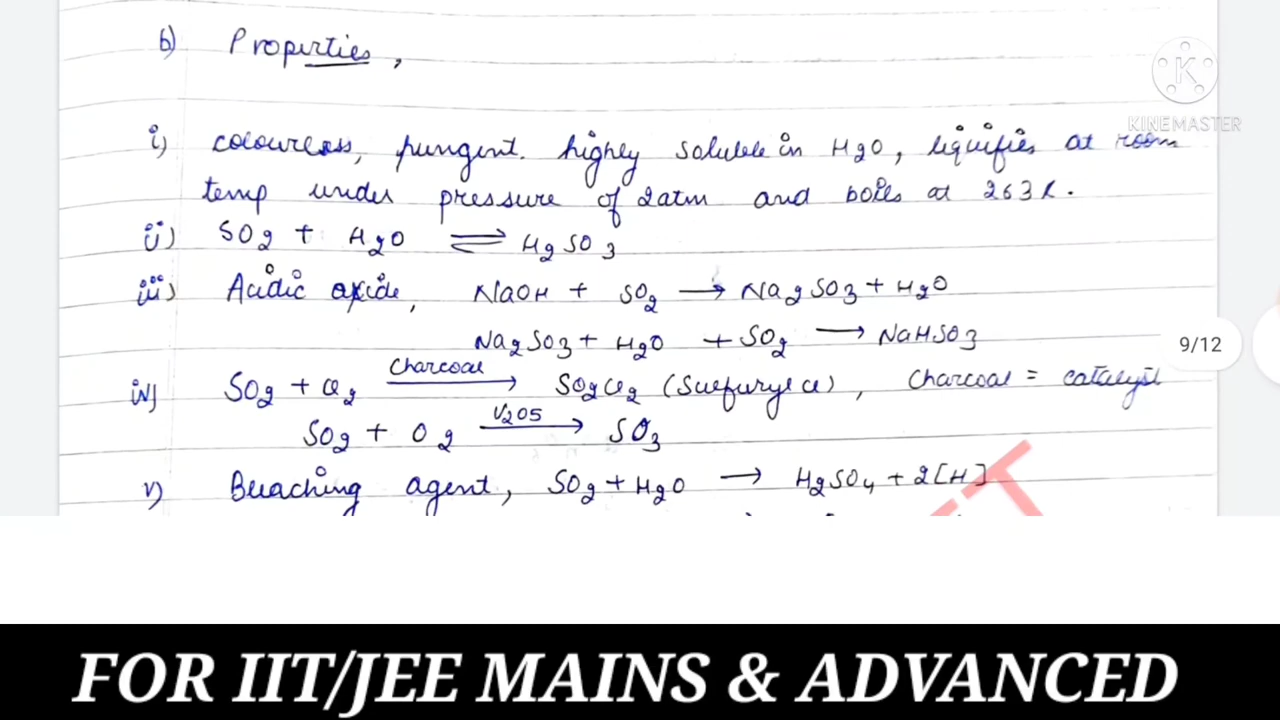 b) Properties,
KINEMASTER
i) colouress, pungent. highly soluble in H2O, liquifies at room
temp under pressure of 2atm and boils at 263K.
ii) SO2 + H2O ⇌ H2SO3
iii) Acidic oxide, NaOH + SO2 → Na2SO3 + H2O
Na2SO3 + H2O + SO2 → NaHSO3
9/12
iv) SO2 + Cl2 Charcoal → SO2Cl2 (Sulfuryl Cl), Charcoal = catalyst
SO2 + O2 V2O5 → SO3
v) Bleaching agent, SO2 + H2O → H2SO4 + 2[H]
FOR IIT/JEE MAINS & ADVANCED